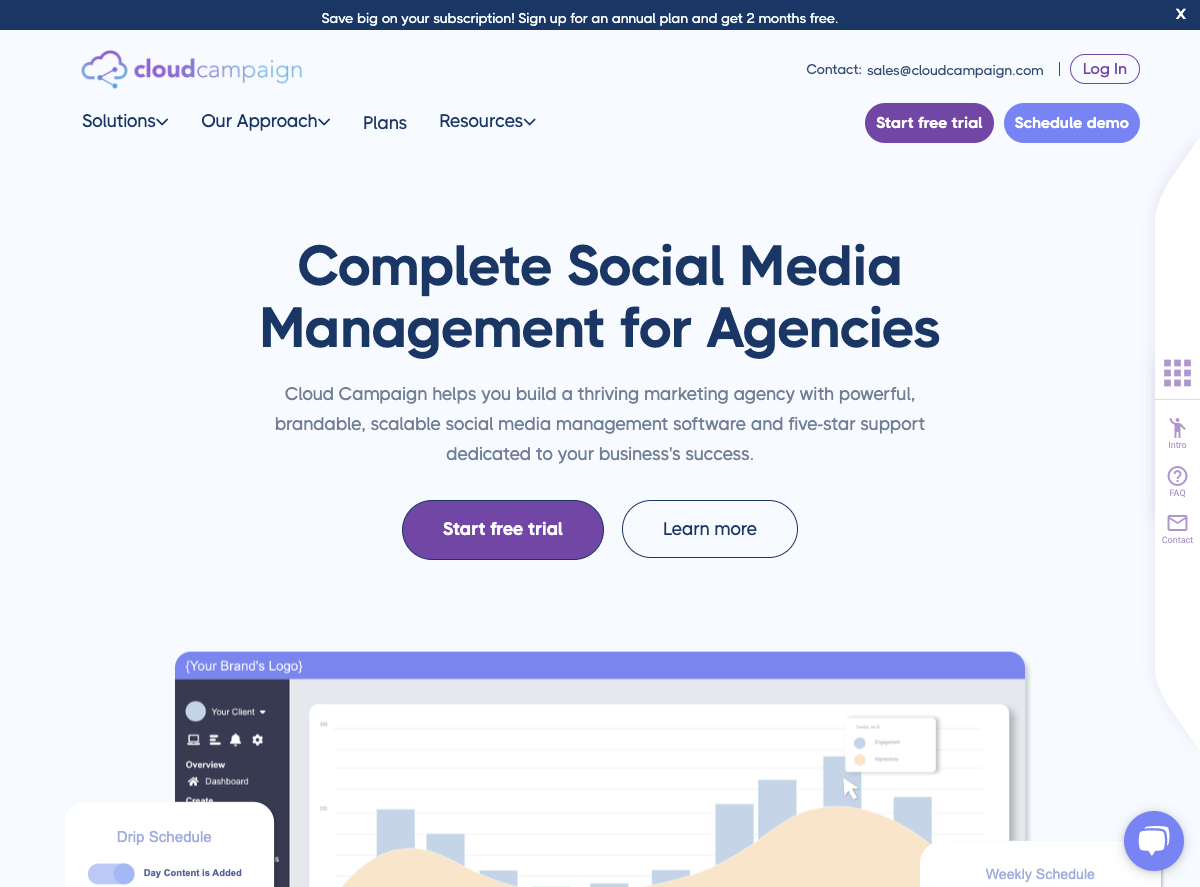 Save big on your subscription! Sign up for an annual plan and get 2 months free.
X
cloudcampaign
Contact: sales@cloudcampaign.com
Log In
Solutions
Our Approach
Plans
Resources
Start free trial
Schedule demo
Complete Social Media
Management for Agencies
Cloud Campaign helps you build a thriving marketing agency with powerful,
brandable, scalable social media management software and five-star support
dedicated to your business's success.
Start free trial
Learn more
Intro
FAQ
Contact
{Your Brand's Logo}
Your Client
Overview
Dashboard
Create
Engagement
Impressions
Drip Schedule
Day Content is Added
Weekly Schedule